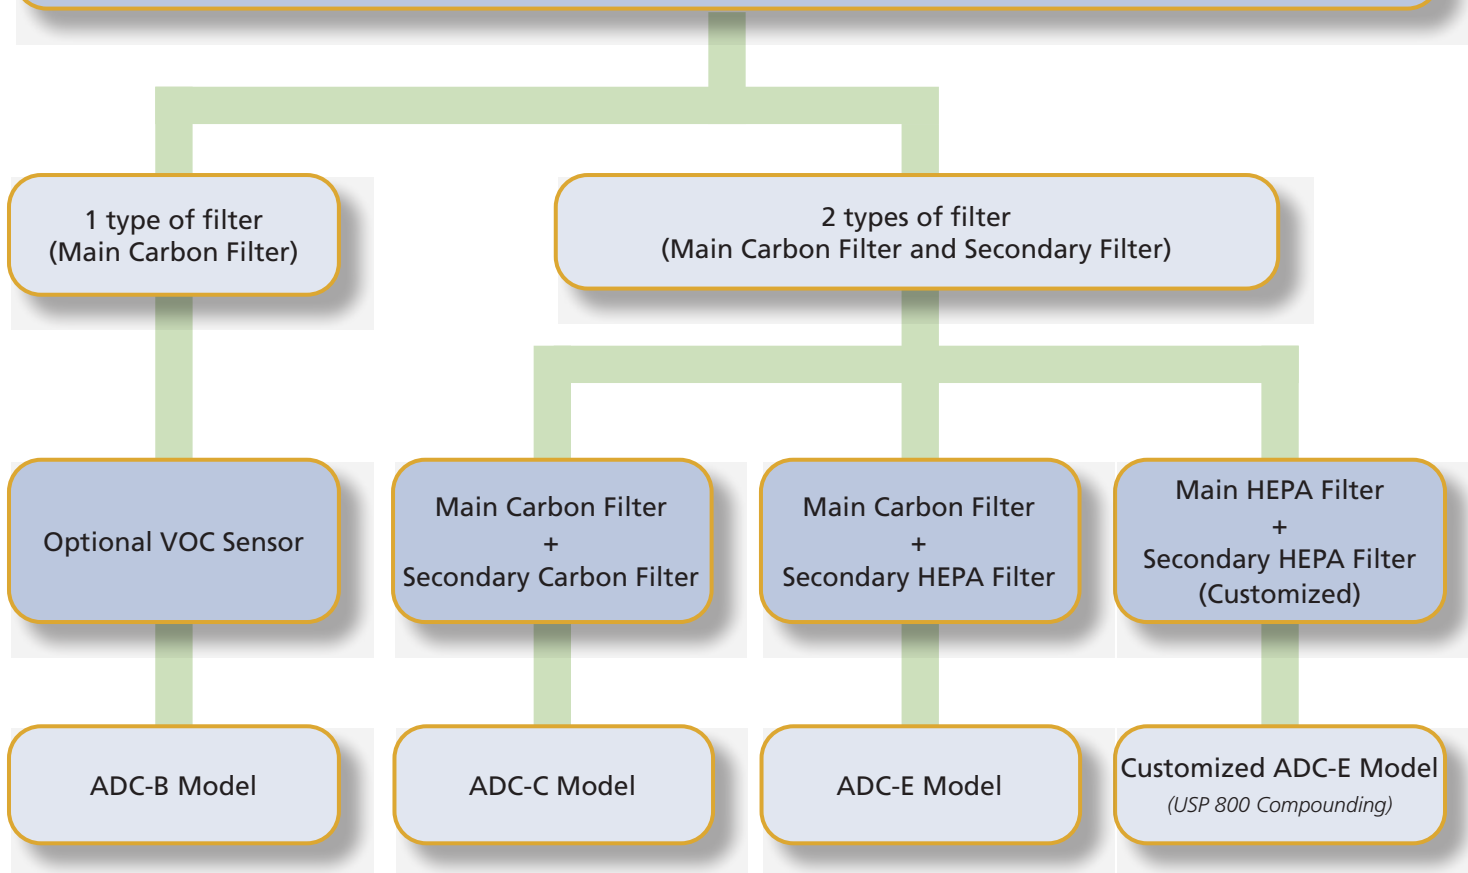 1 type of filter
(Main Carbon Filter)
2 types of filter
(Main Carbon Filter and Secondary Filter)
Optional VOC Sensor
Main Carbon Filter
+
Secondary Carbon Filter
Main Carbon Filter
+
Secondary HEPA Filter
Main HEPA Filter
+
Secondary HEPA Filter
(Customized)
ADC-B Model
ADC-C Model
ADC-E Model
Customized ADC-E Model
(USP 800 Compounding)